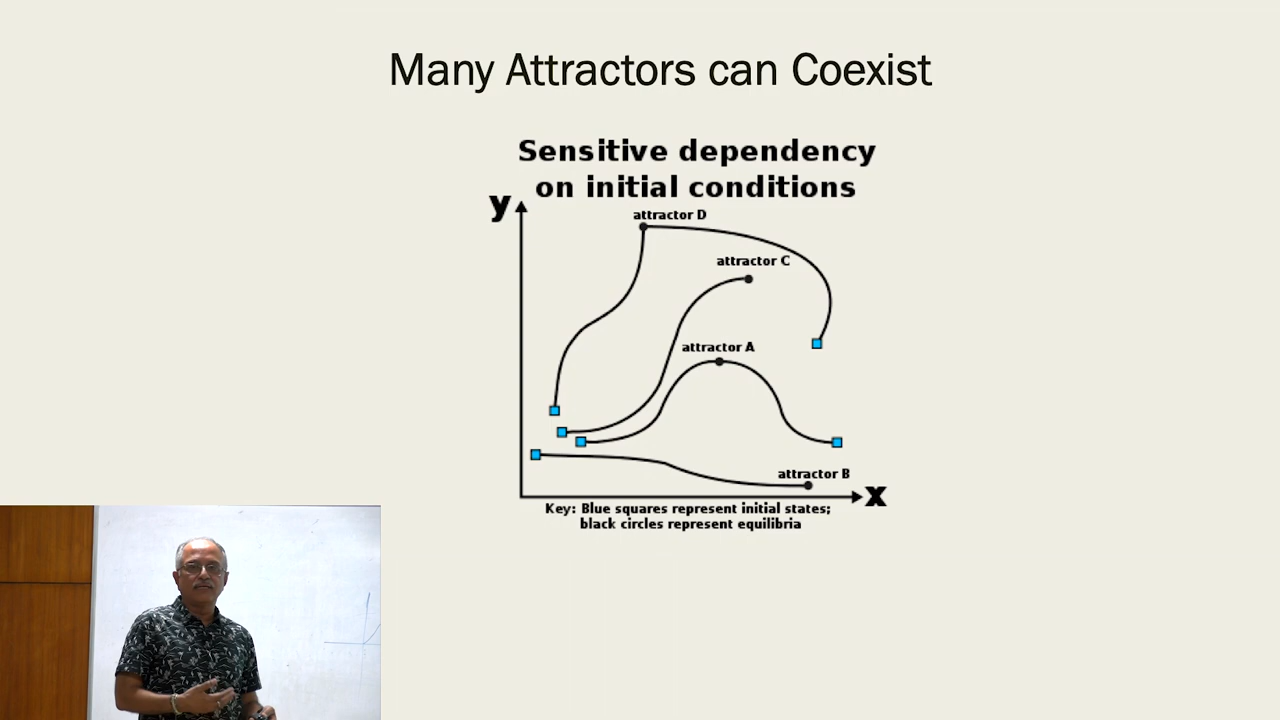 Many Attractors can Coexist
Sensitive dependency
on initial conditions
y
attractor D
attractor C
attractor A
attractor B
x
Key: Blue squares represent initial states;
black circles represent equilibria